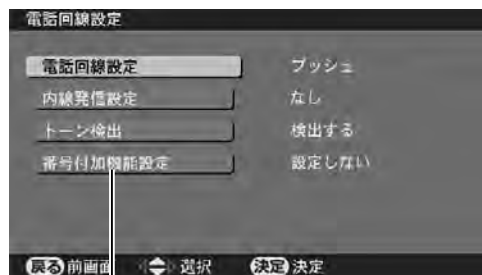 電話回線設定
電話回線設定 プッシュ
内線発信設定 なし
トーン検出 検出する
番号付加機能設定 設定しない
戻る 前画面 選択 決定 決定